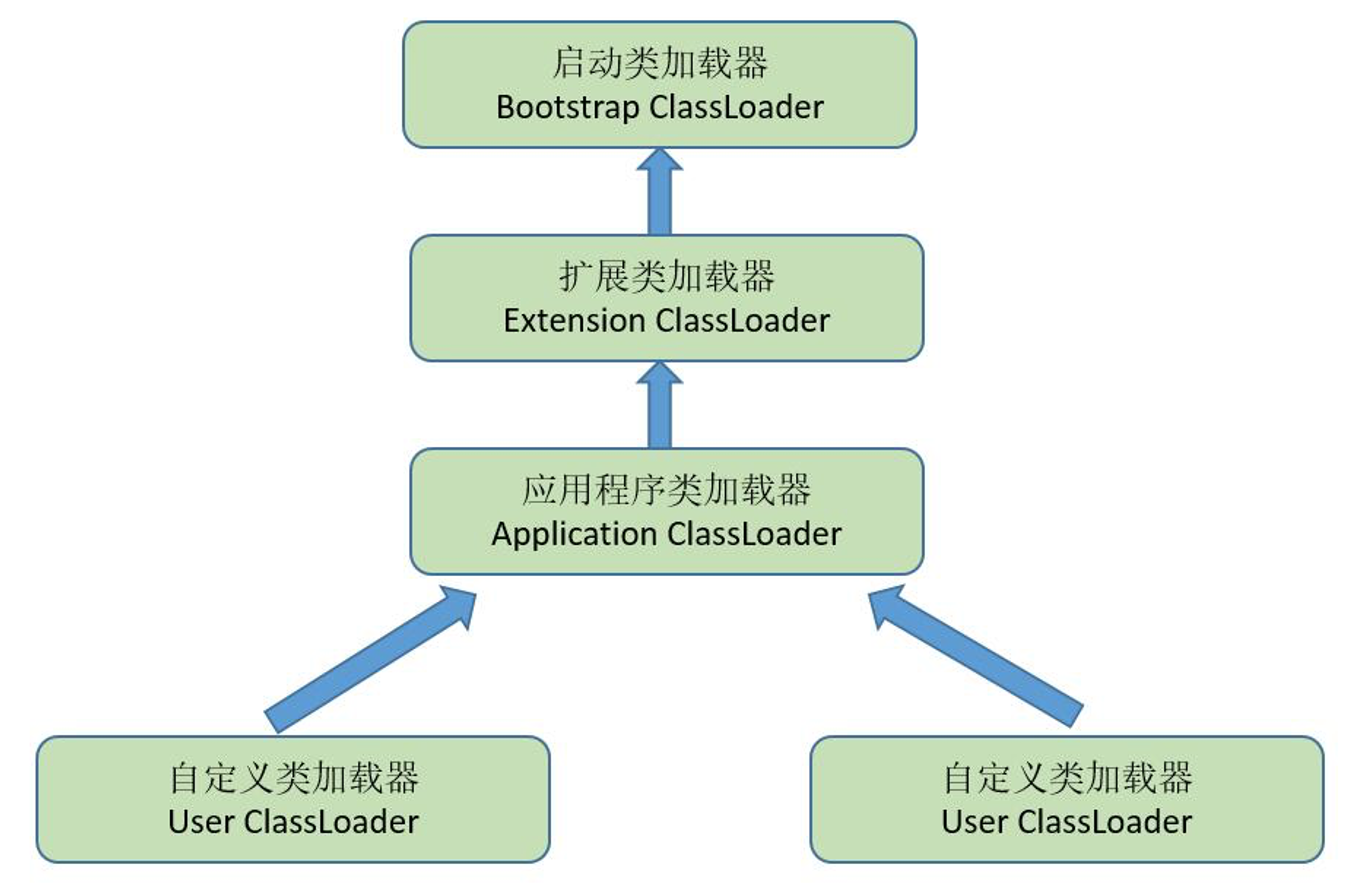 启动类加载器
Bootstrap ClassLoader
扩展类加载器
Extension ClassLoader
应用程序类加载器
Application ClassLoader
自定义类加载器
User ClassLoader
自定义类加载器
User ClassLoader